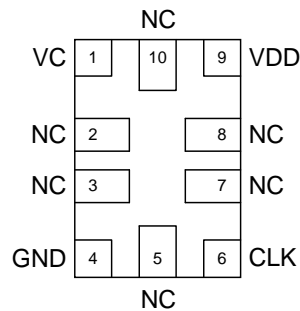 NC
VC 1 10 9 VDD
NC 2 8 NC
NC 3 7 NC
GND 4 5 6 CLK
NC